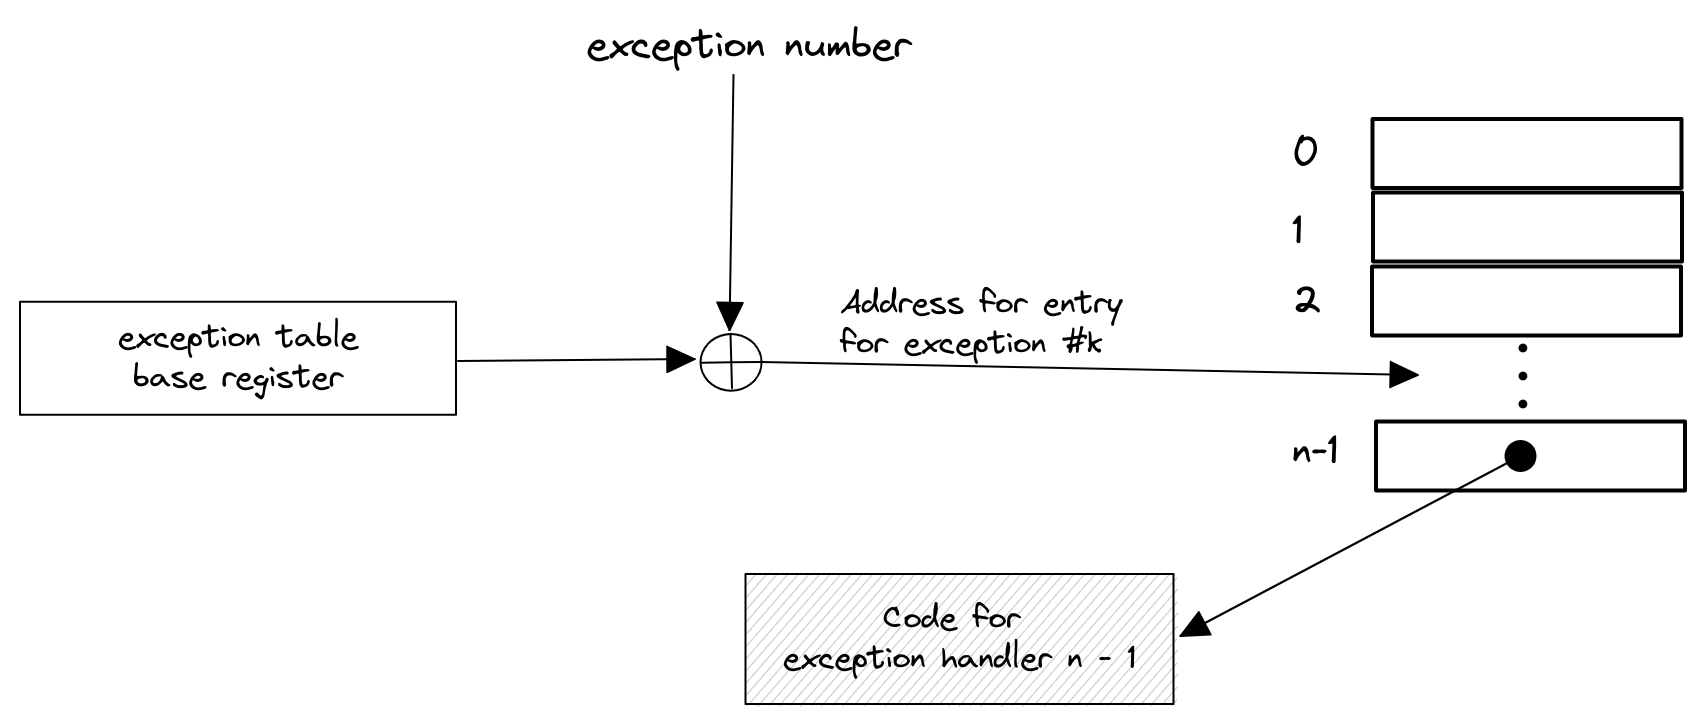 exception number
0
1
2
exception table
base register
Address for entry
for exception #k
n-1
Code for
exception handler n - 1